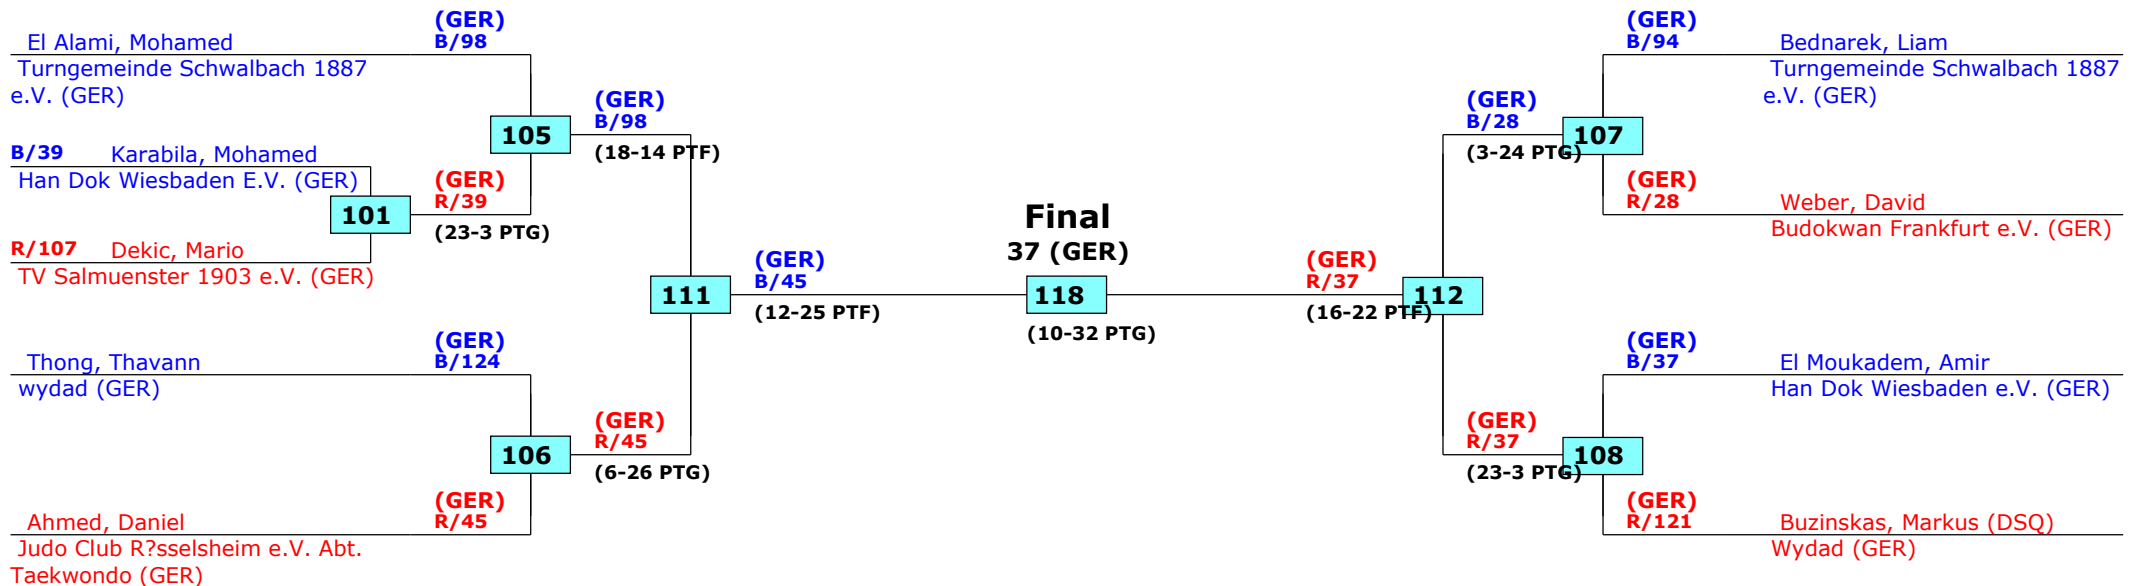 (GER)
B/98
El Alami, Mohamed
Turngemeinde Schwalbach 1887
e.V. (GER)
(GER)
B/98
105
(18-14 PTF)
B/39
Karabila, Mohamed
Han Dok Wiesbaden E.V. (GER)
(GER)
R/39
101
(23-3 PTG)
R/107
Dekic, Mario
TV Salmuenster 1903 e.V. (GER)
111
(GER)
B/45
(12-25 PTF)
(GER)
B/124
Thong, Thavann
wydad (GER)
(GER)
R/45
106
(6-26 PTG)
(GER)
R/45
Ahmed, Daniel
Judo Club R?sselsheim e.V. Abt.
Taekwondo (GER)
Final
37 (GER)
118
(10-32 PTG)
(GER)
B/94
Bednarek, Liam
Turngemeinde Schwalbach 1887
e.V. (GER)
(GER)
B/28
107
(3-24 PTG)
(GER)
R/28
Weber, David
Budokwan Frankfurt e.V. (GER)
(GER)
R/37
112
(16-22 PTF)
(GER)
B/37
El Moukadem, Amir
Han Dok Wiesbaden e.V. (GER)
(GER)
R/37
108
(23-3 PTG)
(GER)
R/121
Buzinskas, Markus (DSQ)
Wydad (GER)